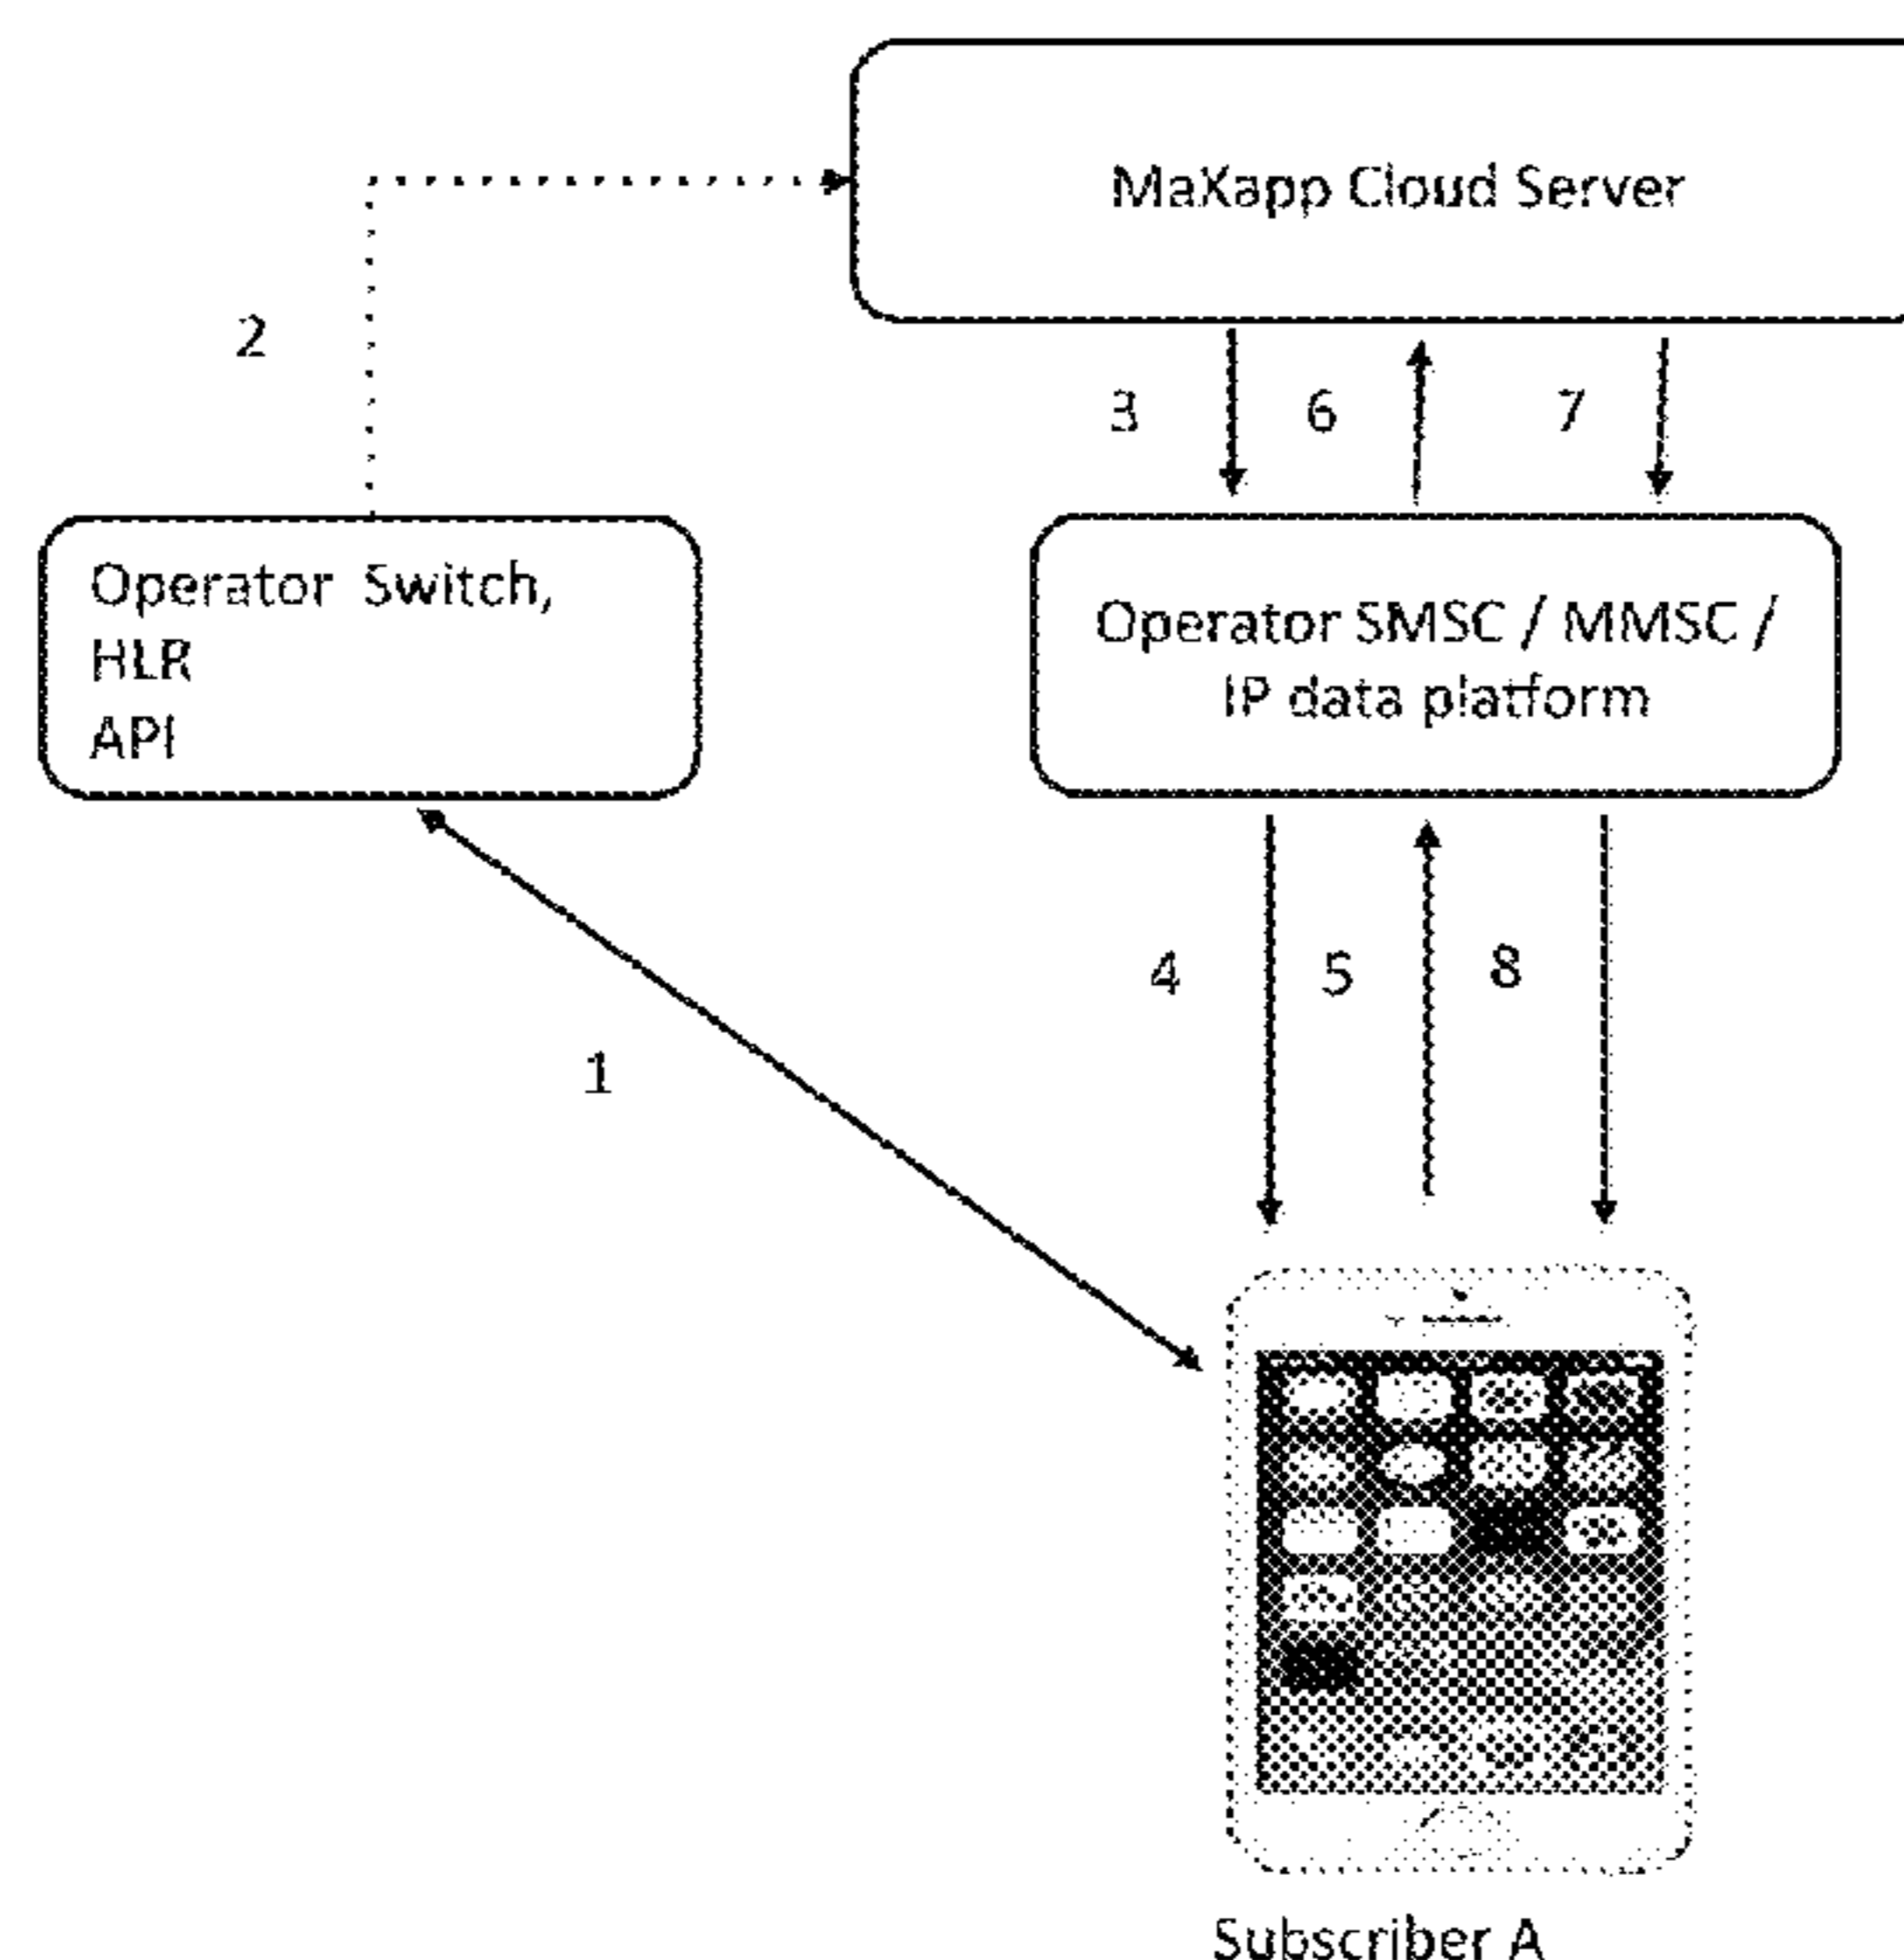 MaXapp Cloud Server
2
3
6
7
Operator Switch,
HLR
API
Operator SMSC / MMSC /
IP data platform
4
5
8
1
Subscriber A